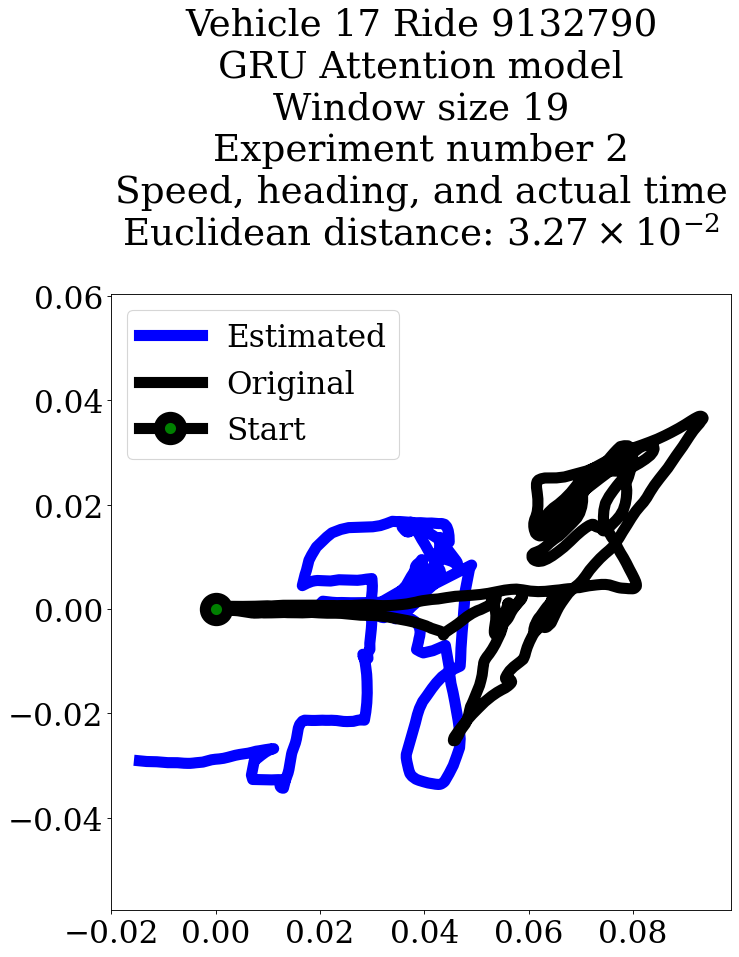 Vehicle 17 Ride 9132790
GRU Attention model
Window size 19
Experiment number 2
Speed, heading, and actual time
Euclidean distance: 3.27 × 10⁻²
0.06
0.04
0.02
0.00
−0.02
−0.04
Estimated
Original
Start
−0.02 0.00 0.02 0.04 0.06 0.08